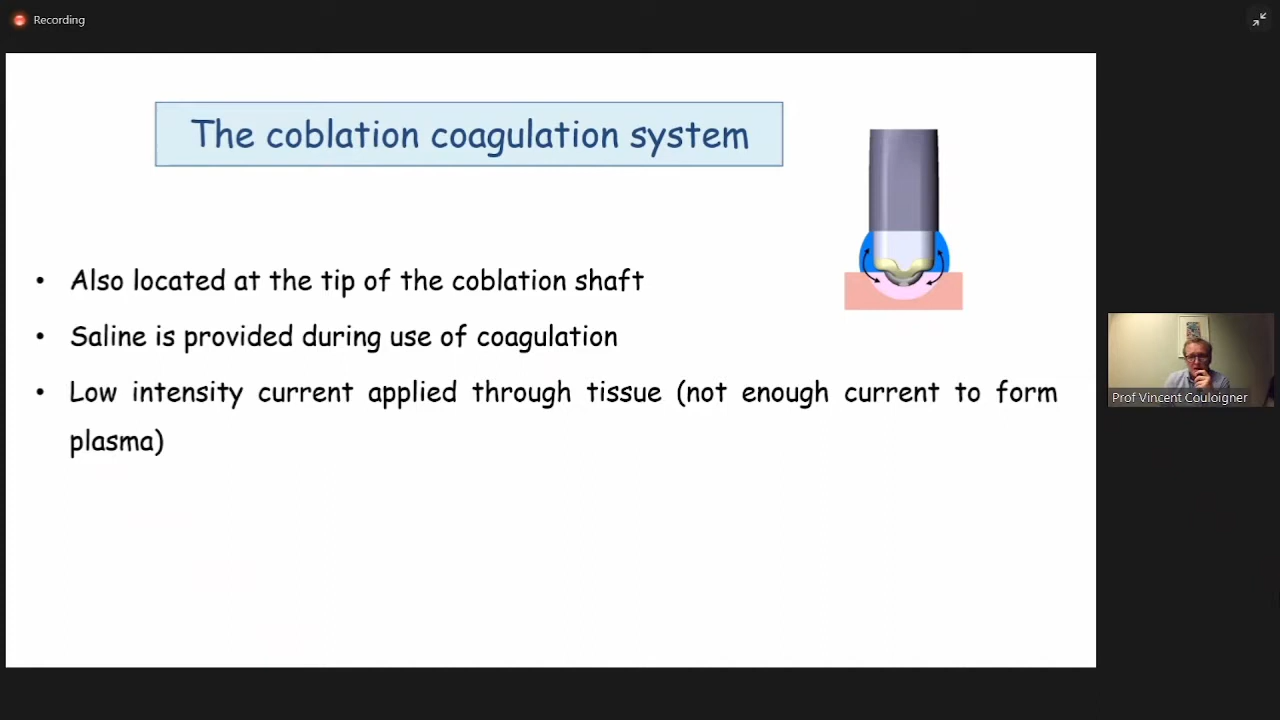 Recording
The coblation coagulation system
• Also located at the tip of the coblation shaft
• Saline is provided during use of coagulation
• Low intensity current applied through tissue (not enough current to form
plasma)
Prof Vincent Couloigner